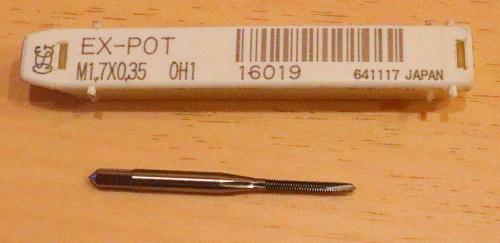 OSG
EX-POT
M1,7X0,35 OH1
16019
641117 JAPAN